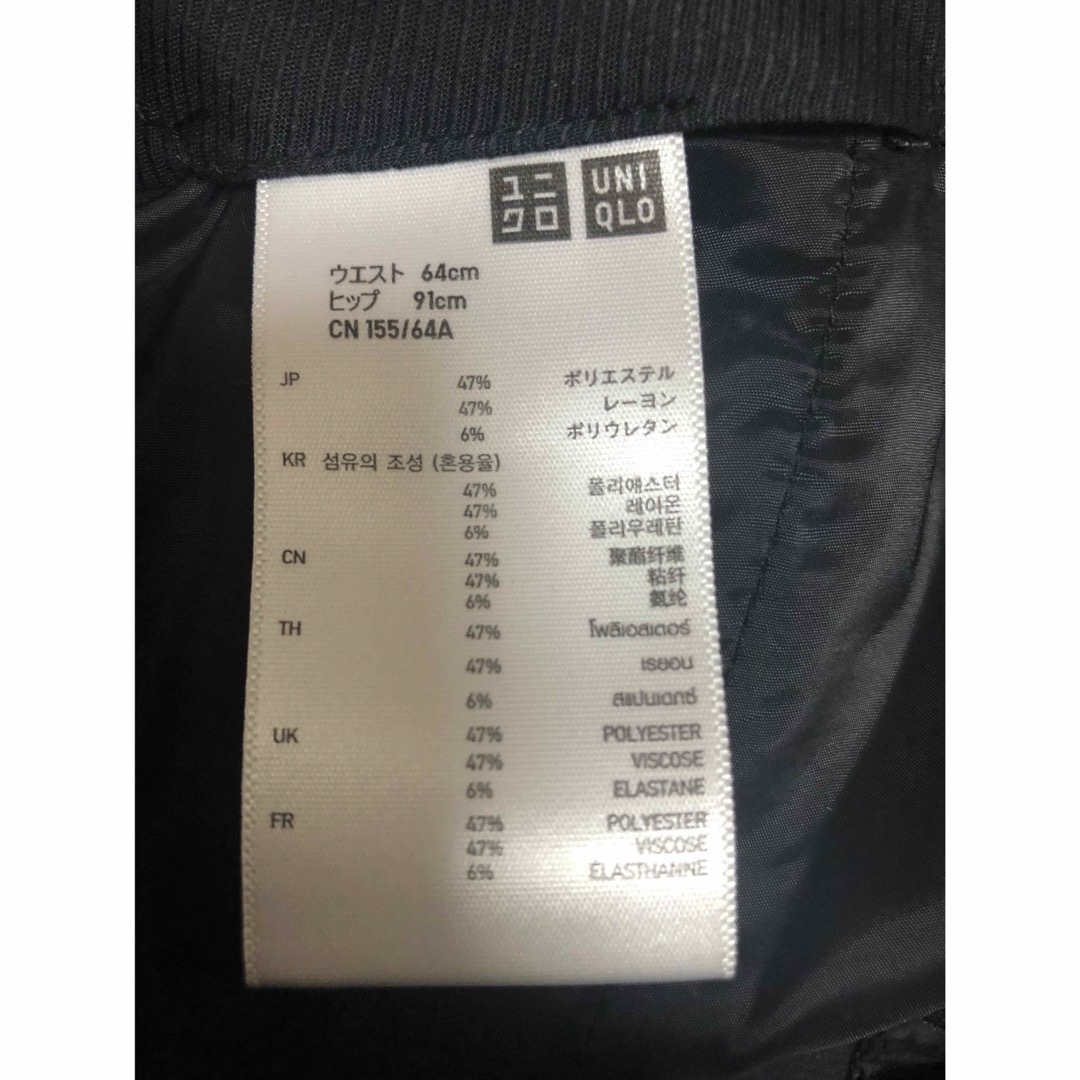 ユニクロ UNIQLO
ウエスト 64cm
ヒップ 91cm
CN 155/64A
JP 47% ポリエステル
47% レーヨン
6% ポリウレタン
KR 섬유의 조성 (혼용율)
47% 폴리에스터
47% 레이온
6% 폴리우레탄
CN 47% 聚酯纤维
47% 粘纤
6% 氨纶
TH 47% โพลิเอสเตอร์
47% เรยอน
6% สแปนเดกซ์
UK 47% POLYESTER
47% VISCOSE
6% ELASTANE
FR 47% POLYESTER
47% VISCOSE
6% ÉLASTHANNE